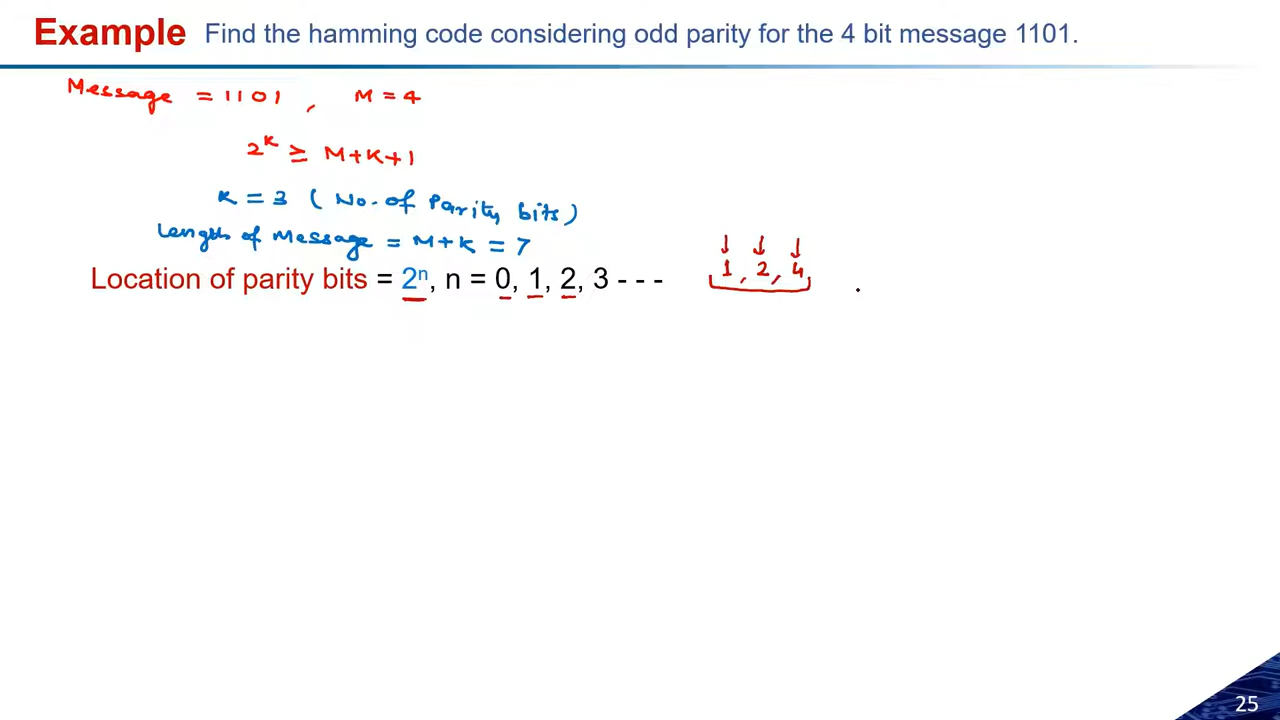 Example Find the hamming code considering odd parity for the 4 bit message 1101.
Message = 1101 , M = 4
2^K ≥ M+K+1
K = 3 ( No. of Parity bits )
Length of Message = M+K = 7
Location of parity bits = 2ⁿ, n = 0, 1, 2, 3 - - -
↓ ↓ ↓
1, 2, 4
25